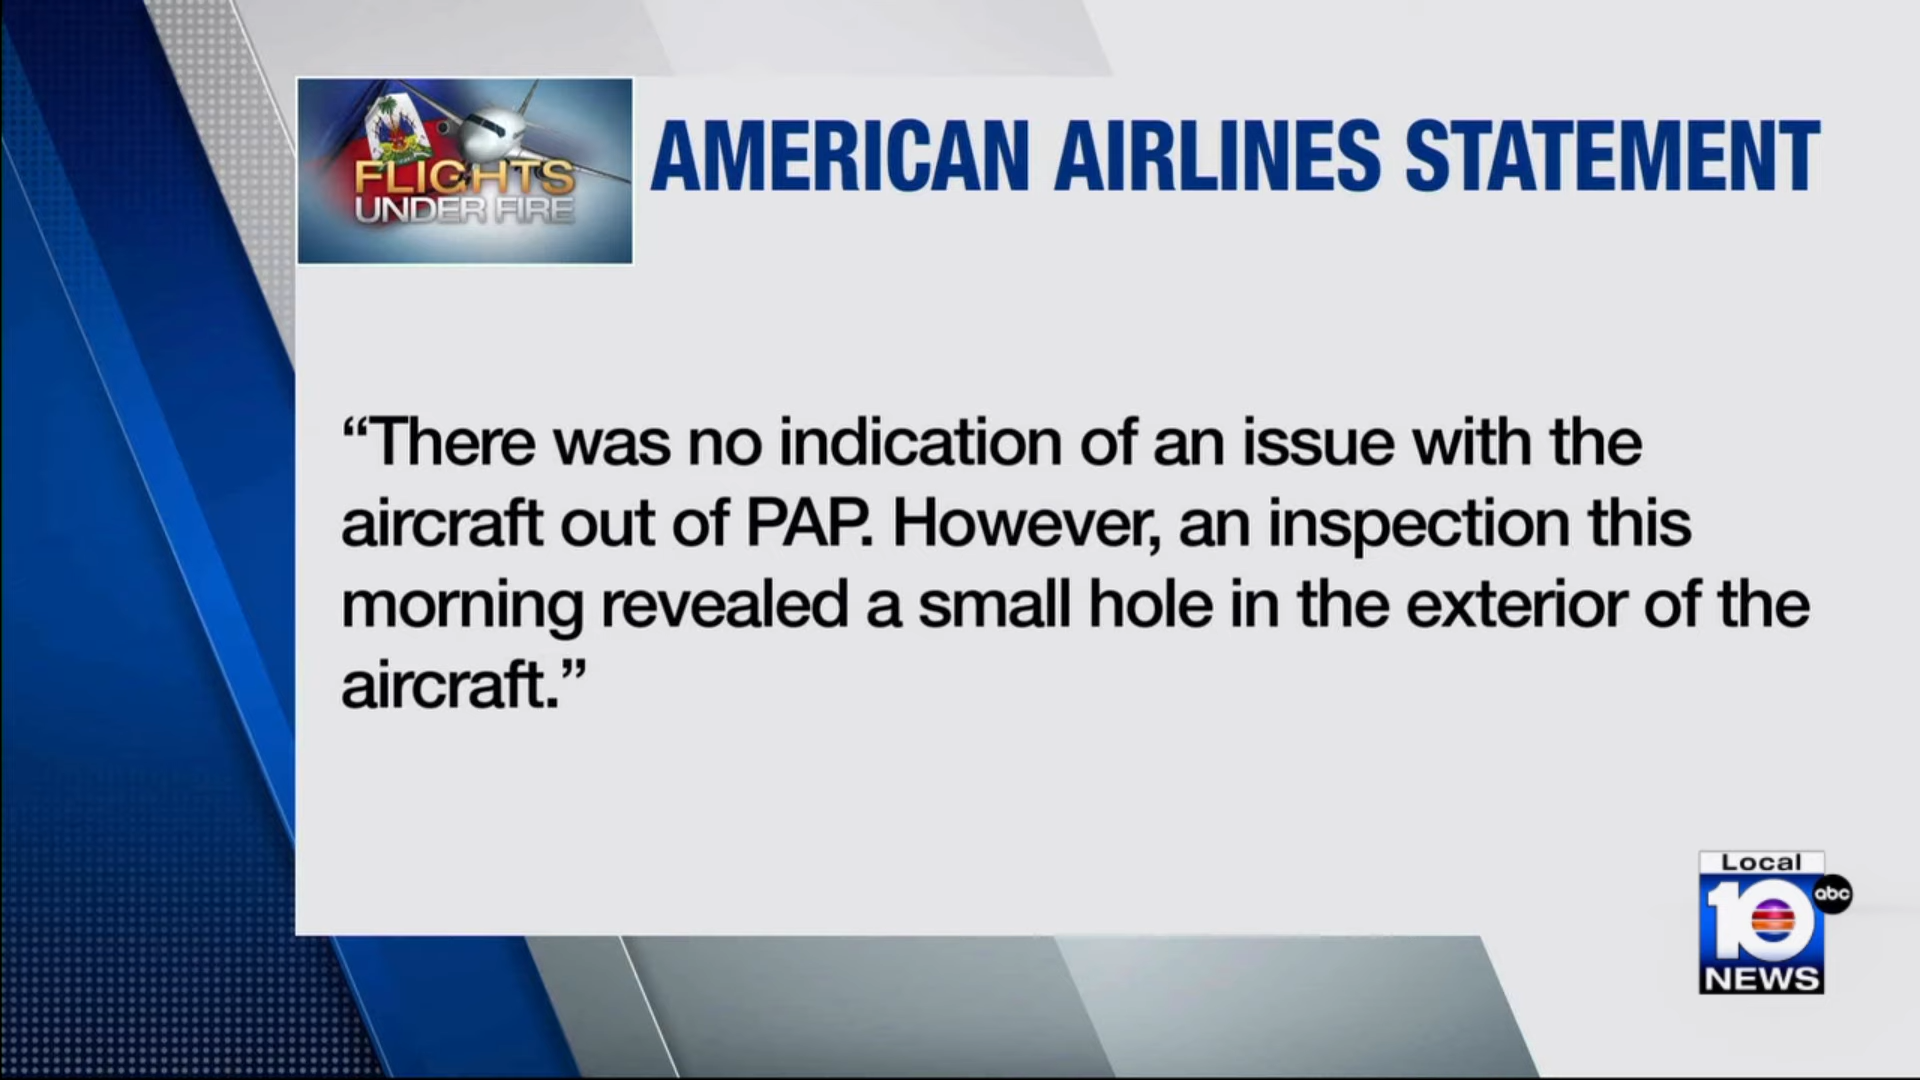 FLIGHTS
UNDER FIRE
AMERICAN AIRLINES STATEMENT
“There was no indication of an issue with the
aircraft out of PAP. However, an inspection this
morning revealed a small hole in the exterior of the
aircraft.”
Local
10
abc
NEWS